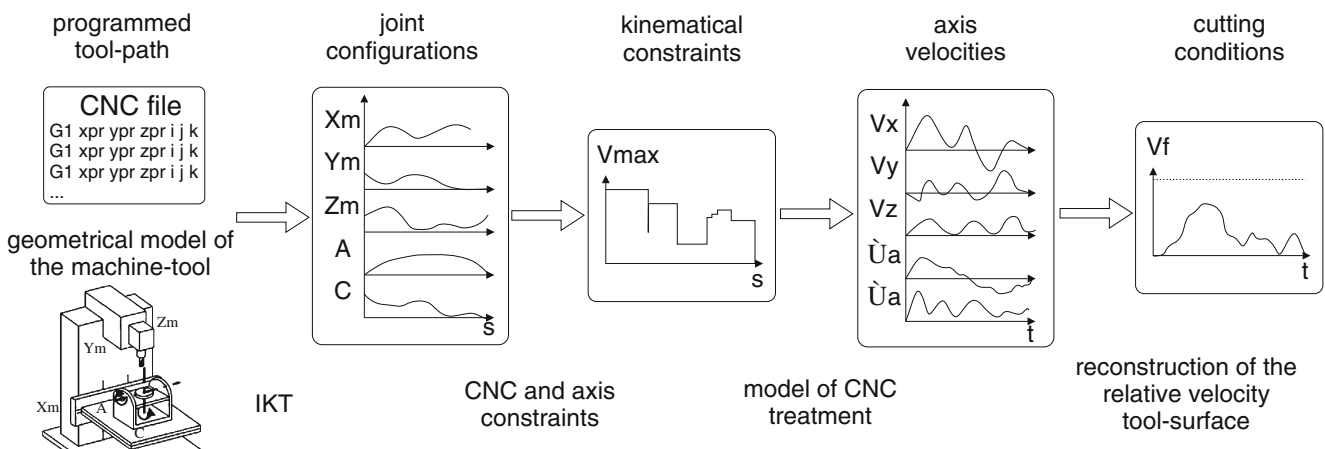 programmed
tool-path
joint
configurations
kinematical
constraints
axis
velocities
cutting
conditions
CNC file
G1 xpr ypr zpr i j k
G1 xpr ypr zpr i j k
G1 xpr ypr zpr i j k
...
geometrical model of
the machine-tool
Zm
Ym
Xm
A
C
IKT
Xm
Ym
Zm
A
C
s
CNC and axis
constraints
Vmax
s
model of CNC
treatment
Vx
Vy
Vz
Ùa
Ùa
t
Vf
t
reconstruction of the
relative velocity
tool-surface